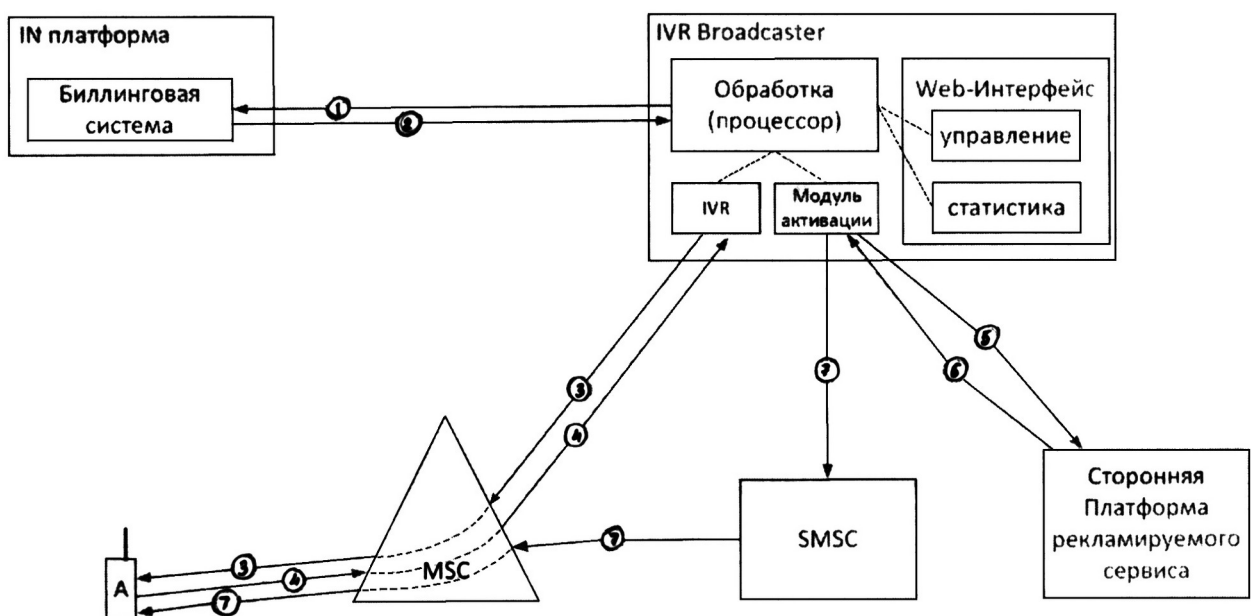 IN платформа
Биллинговая
система
1
2
IVR Broadcaster
Обработка
(процессор)
Web-Интерфейс
управление
статистика
IVR
Модуль
активации
3
4
7
5
6
MSC
3
4
7
A
7
SMSC
Сторонняя
Платформа
рекламируемого
сервиса